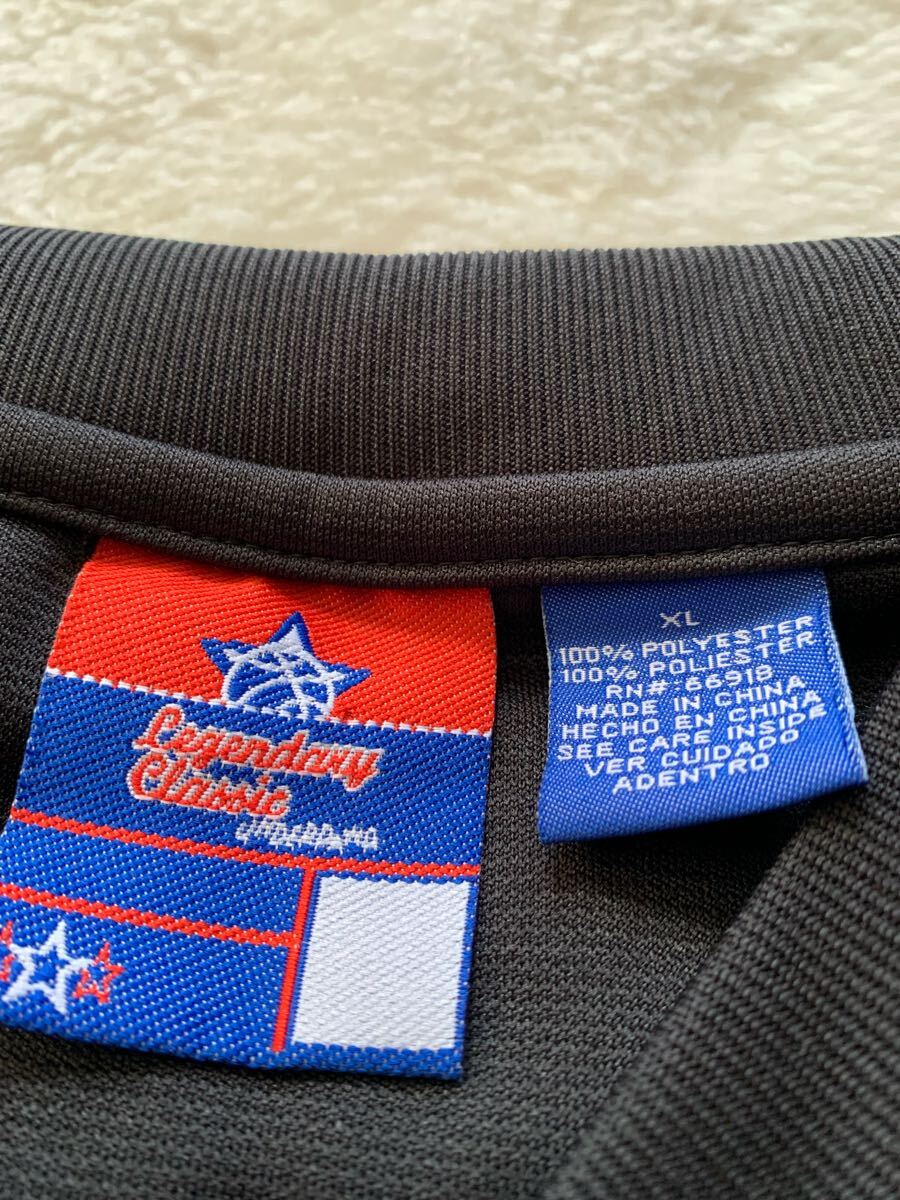 Legendary
Classic
XL
100% POLYESTER
100% POLIESTER
RN#:66918
MADE IN CHINA
HECHO EN CHINA
SEE CARE INSIDE
VER CUIDADO
ADENTRO